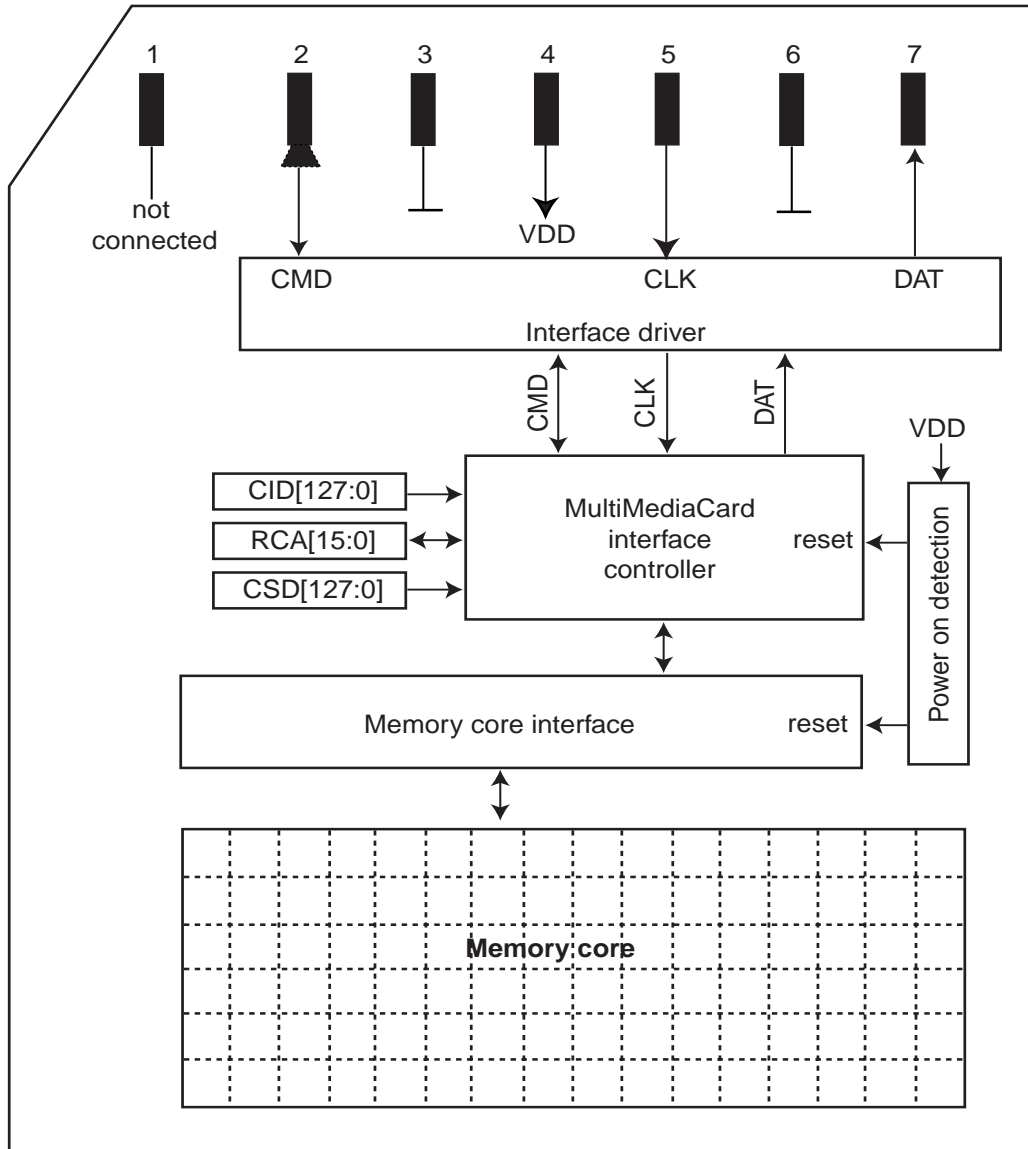 1 2 3 4 5 6 7
not
connected
VDD
CMD CLK DAT
Interface driver
CMD CLK DAT
VDD
CID[127:0]
RCA[15:0]
CSD[127:0]
MultiMediaCard
interface
controller
reset
Power on detection
Memory core interface
reset
Memory core